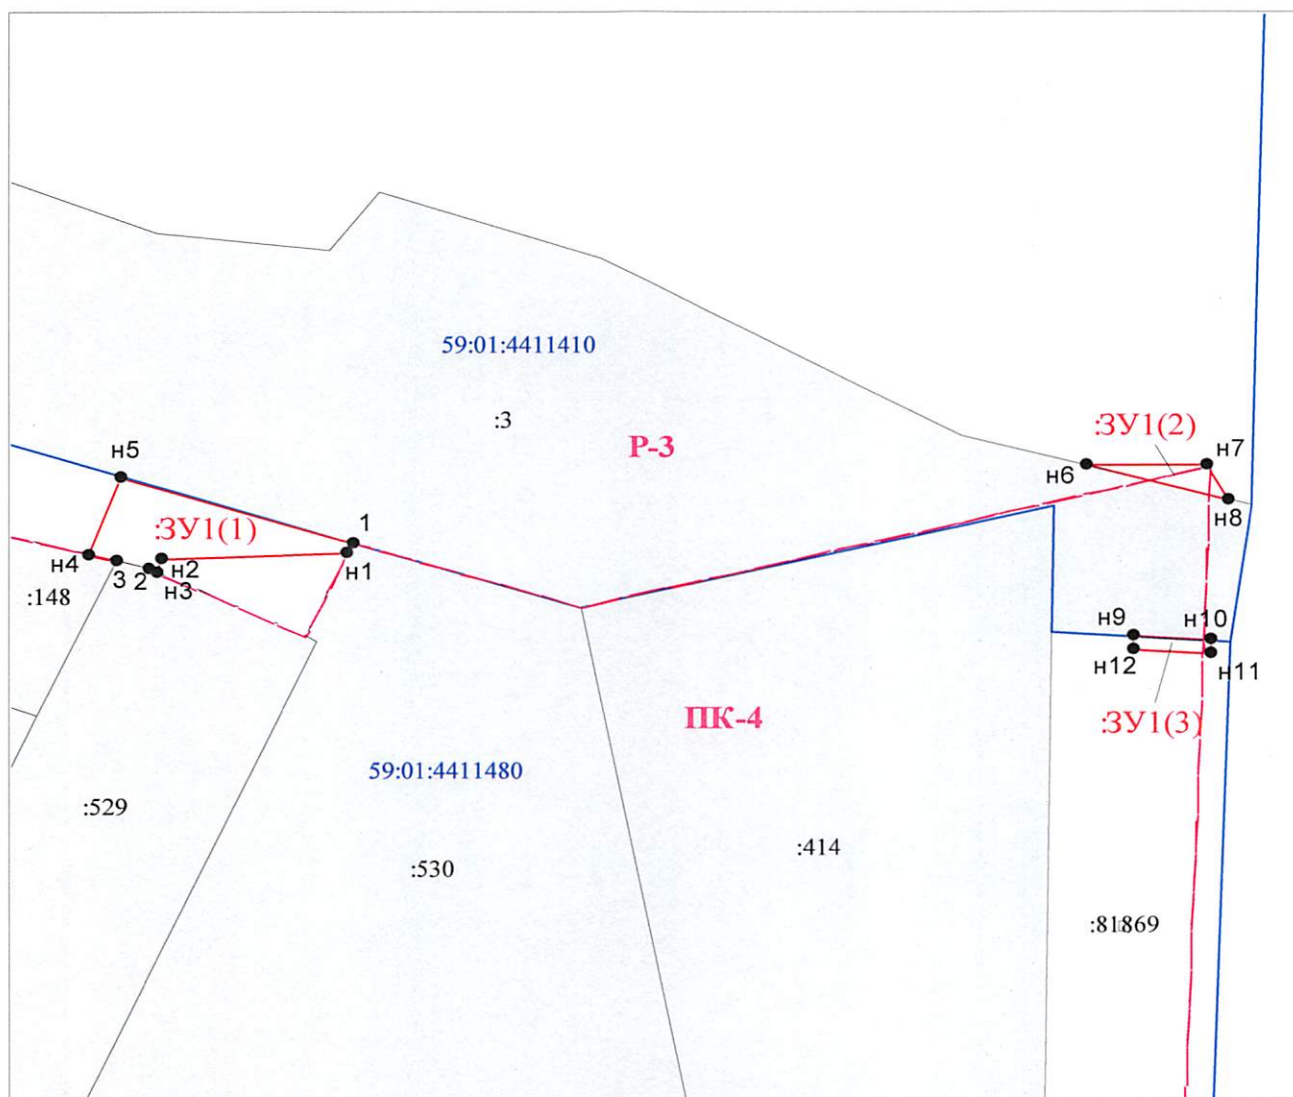 59:01:4411410
:3
Р-3
:ЗУ1(2)
н7
н6
н8
н5
:ЗУ1(1)
1
н4
н2
н1
3
2
н3
:148
н9
н10
н12
н11
:ЗУ1(3)
ПК-4
59:01:4411480
:529
:414
:530
:81869